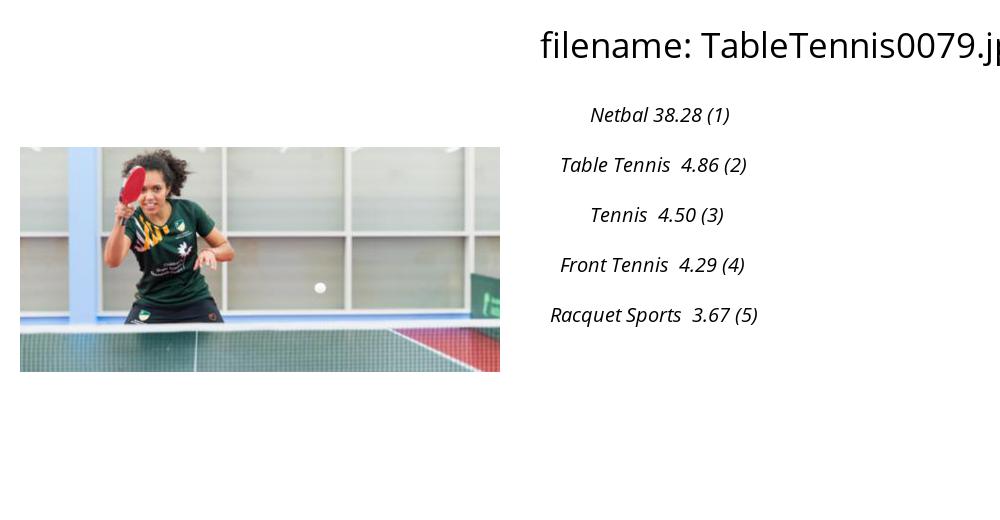 filename: TableTennis0079.jp
Netbal 38.28 (1)
Table Tennis 4.86 (2)
Tennis 4.50 (3)
Front Tennis 4.29 (4)
Racquet Sports 3.67 (5)